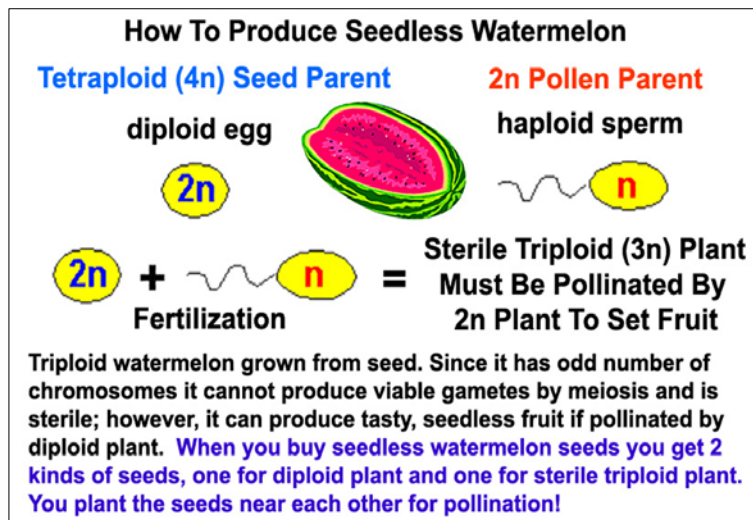 How To Produce Seedless Watermelon
Tetraploid (4n) Seed Parent
2n Pollen Parent
diploid egg
haploid sperm
2n
n
2n + n = Sterile Triploid (3n) Plant
Must Be Pollinated By
2n Plant To Set Fruit
Fertilization
Triploid watermelon grown from seed. Since it has odd number of
chromosomes it cannot produce viable gametes by meiosis and is
sterile; however, it can produce tasty, seedless fruit if pollinated by
diploid plant. When you buy seedless watermelon seeds you get 2
kinds of seeds, one for diploid plant and one for sterile triploid plant.
You plant the seeds near each other for pollination!